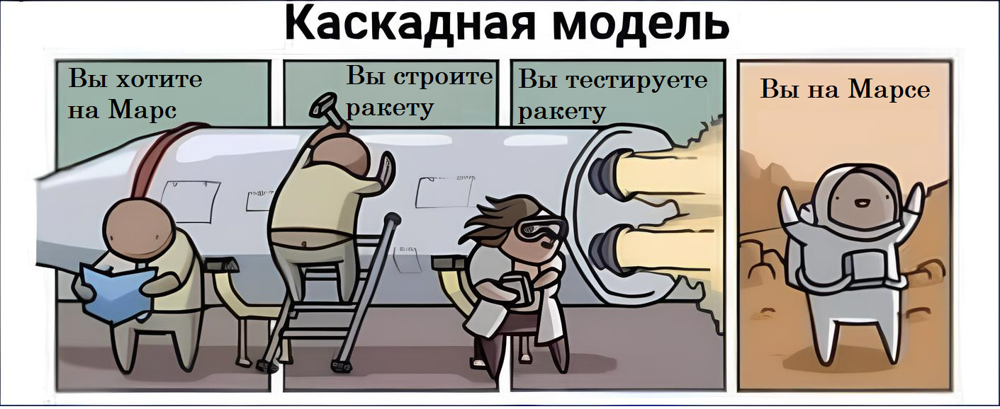 Каскадная модель
Вы хотите
на Марс
Вы строите
ракету
Вы тестируете
ракету
Вы на Марсе